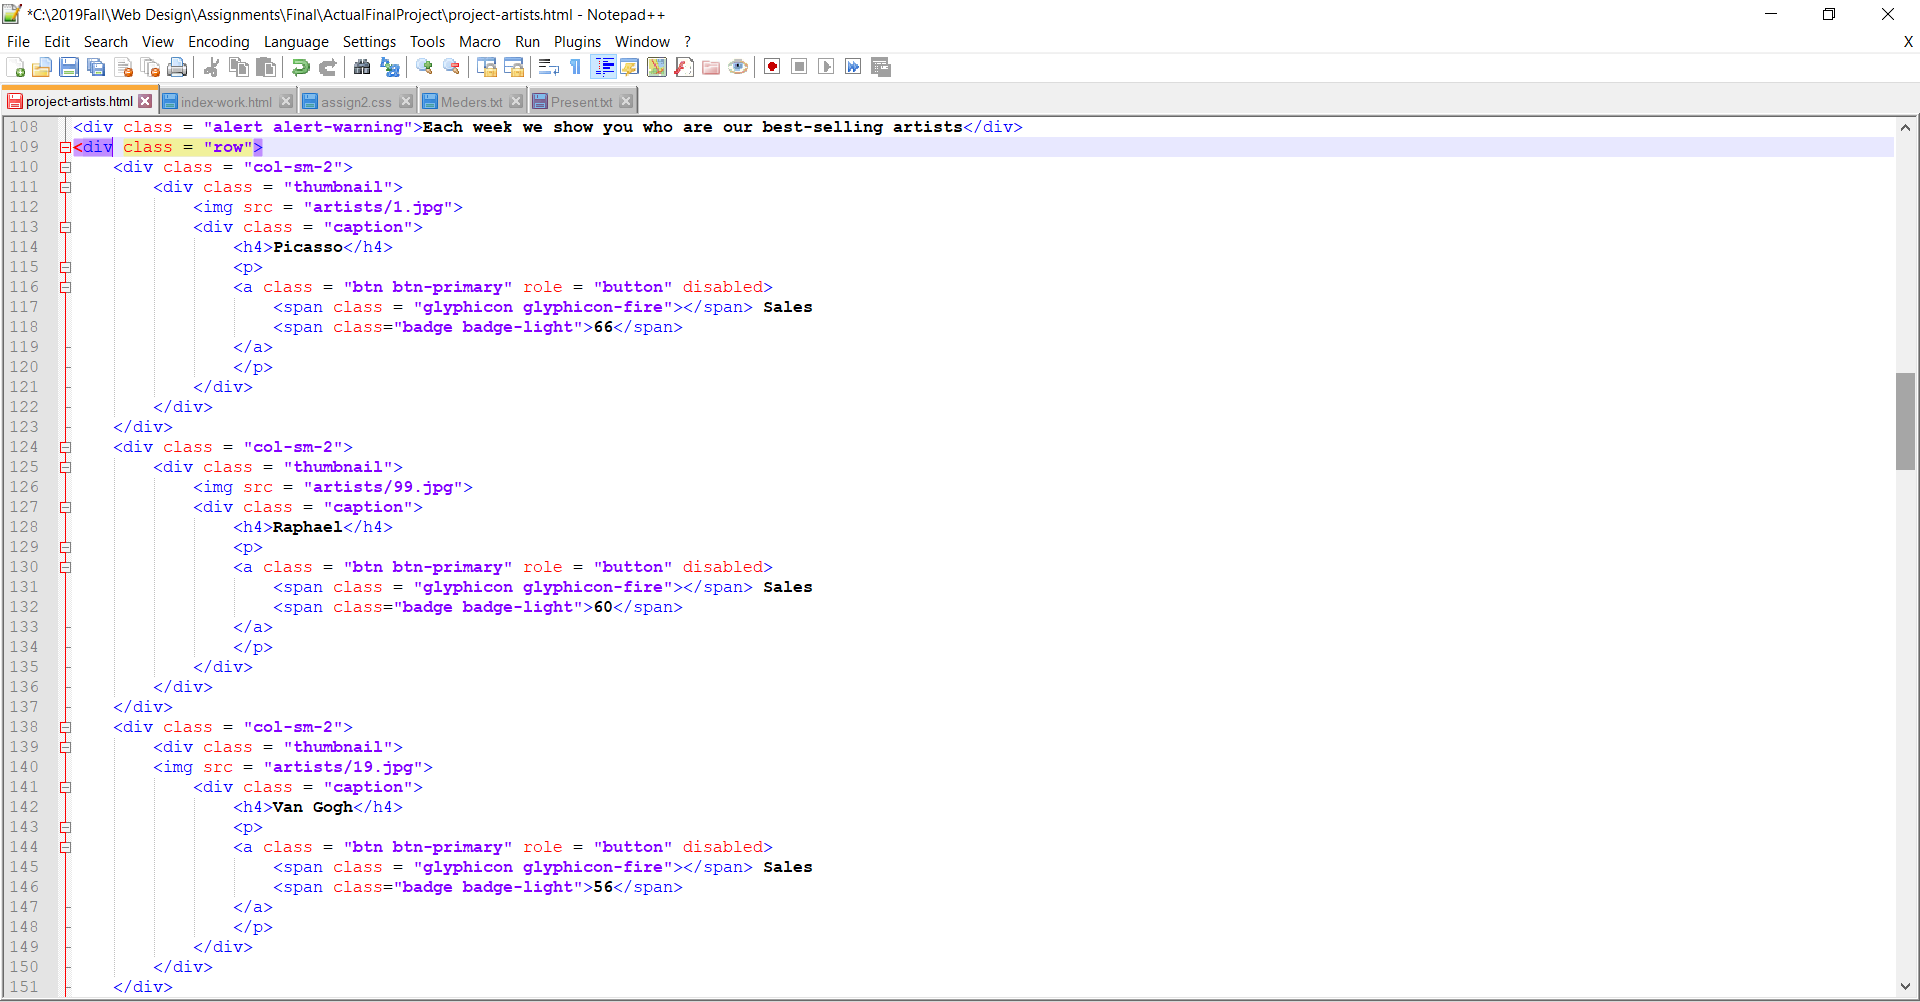 *C:\2019Fall\Web Design\Assignments\Final\ActualFinalProject\project-artists.html - Notepad++
File Edit Search View Encoding Language Settings Tools Macro Run Plugins Window ? X
project-artists.html index-work.html assign2.css Meders.txt Present.txt
108 <div class = "alert alert-warning">Each week we show you who are our best-selling artists</div>
109 <div class = "row">
110 <div class = "col-sm-2">
111 <div class = "thumbnail">
112 <img src = "artists/1.jpg">
113 <div class = "caption">
114 <h4>Picasso</h4>
115 <p>
116 <a class = "btn btn-primary" role = "button" disabled>
117 <span class = "glyphicon glyphicon-fire"></span> Sales
118 <span class="badge badge-light">66</span>
119 </a>
120 </p>
121 </div>
122 </div>
123 </div>
124 <div class = "col-sm-2">
125 <div class = "thumbnail">
126 <img src = "artists/99.jpg">
127 <div class = "caption">
128 <h4>Raphael</h4>
129 <p>
130 <a class = "btn btn-primary" role = "button" disabled>
131 <span class = "glyphicon glyphicon-fire"></span> Sales
132 <span class="badge badge-light">60</span>
133 </a>
134 </p>
135 </div>
136 </div>
137 </div>
138 <div class = "col-sm-2">
139 <div class = "thumbnail">
140 <img src = "artists/19.jpg">
141 <div class = "caption">
142 <h4>Van Gogh</h4>
143 <p>
144 <a class = "btn btn-primary" role = "button" disabled>
145 <span class = "glyphicon glyphicon-fire"></span> Sales
146 <span class="badge badge-light">56</span>
147 </a>
148 </p>
149 </div>
150 </div>
151 </div>